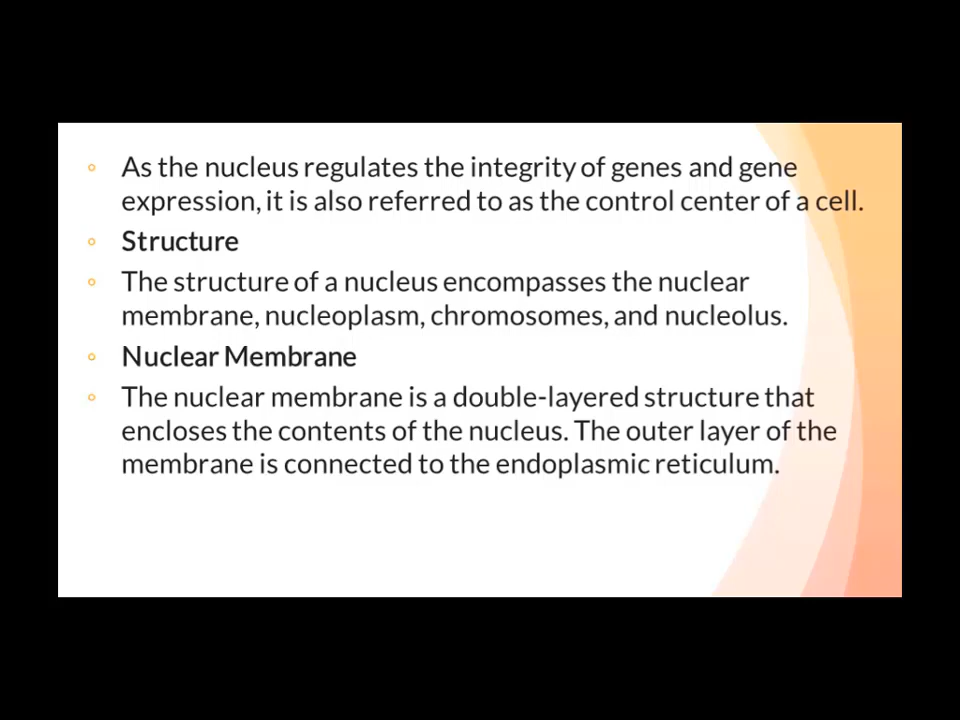 As the nucleus regulates the integrity of genes and gene
expression, it is also referred to as the control center of a cell.
Structure
The structure of a nucleus encompasses the nuclear
membrane, nucleoplasm, chromosomes, and nucleolus.
Nuclear Membrane
The nuclear membrane is a double-layered structure that
encloses the contents of the nucleus. The outer layer of the
membrane is connected to the endoplasmic reticulum.